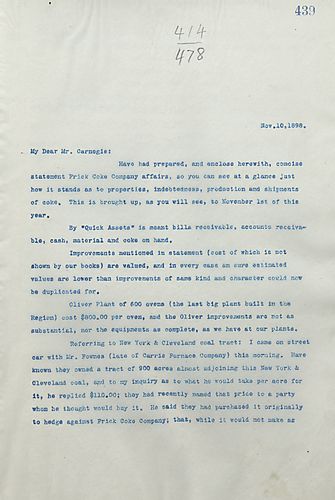 439
414
478
Nov.10,1898.
My Dear Mr. Carnegie:
Have had prepared, and enclose herewith, concise
statement Frick Coke Company affairs, so you can see at a glance just
how it stands as to properties, indebtedness, production and shipments
of coke. This is brought up, as you will see, to November 1st of this
year.
By "Quick Assets" is meant bills receivable, accounts receiva-
ble, cash, material and coke on hand.
Improvements mentioned in statement (cost of which is not
shown by our books) are valued, and in every case am sure estimated
values are lower than improvements of same kind and character could now
be duplicated for.
Oliver Plant of 600 ovens (the last big plant built in the
Region) cost $800.00 per oven, and the Oliver improvements are not as
substantial, nor the equipments as complete, as we have at our plants.
Referring to New York & Cleveland coal tract: I came on street
car with Mr. Fownes (late of Carrie Furnace Company) this morning. Have
known they owned a tract of 900 acres almost adjoining this New York &
Cleveland coal, and to my inquiry as to what he would take per acre for
it, he replied $110.00; they had recently named that price to a party
whom he thought would buy it. He said they had purchased it originally
to hedge against Frick Coke Company; that, while it would not make as